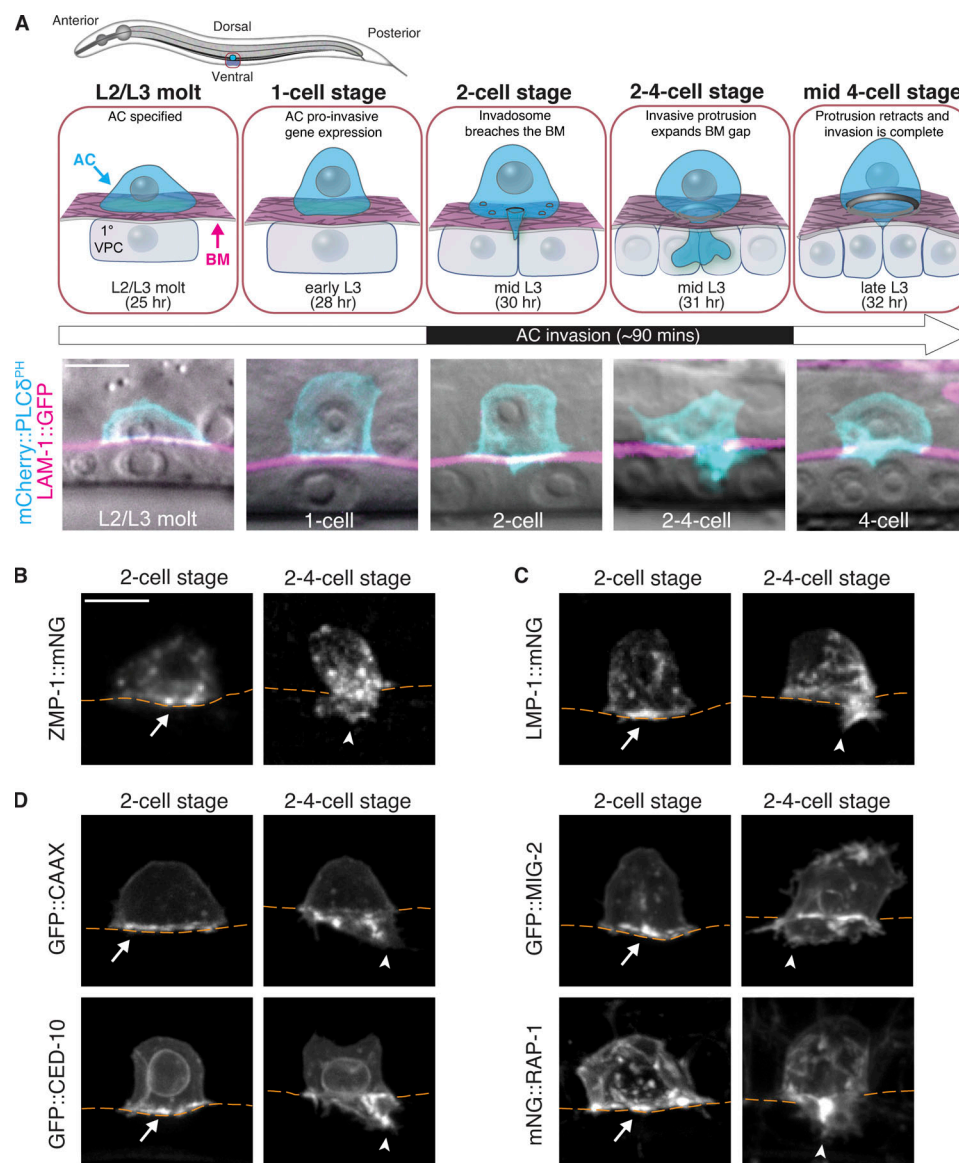 A
Anterior
Dorsal
Posterior
Ventral
L2/L3 molt
AC specified
AC
1°
VPC
BM
L2/L3 molt
(25 hr)
1-cell stage
AC pro-invasive
gene expression
early L3
(28 hr)
2-cell stage
Invadosome
breaches the BM
mid L3
(30 hr)
2-4-cell stage
Invasive protrusion
expands BM gap
mid L3
(31 hr)
mid 4-cell stage
Protrusion retracts and
invasion is complete
late L3
(32 hr)
AC invasion (~90 mins)
mCherry::PLCδᴾᴴ
LAM-1::GFP
L2/L3 molt
1-cell
2-cell
2-4-cell
4-cell
B
2-cell stage
2-4-cell stage
ZMP-1::mNG
C
2-cell stage
2-4-cell stage
LMP-1::mNG
D
2-cell stage
2-4-cell stage
2-cell stage
2-4-cell stage
GFP::CAAX
GFP::MIG-2
GFP::CED-10
mNG::RAP-1